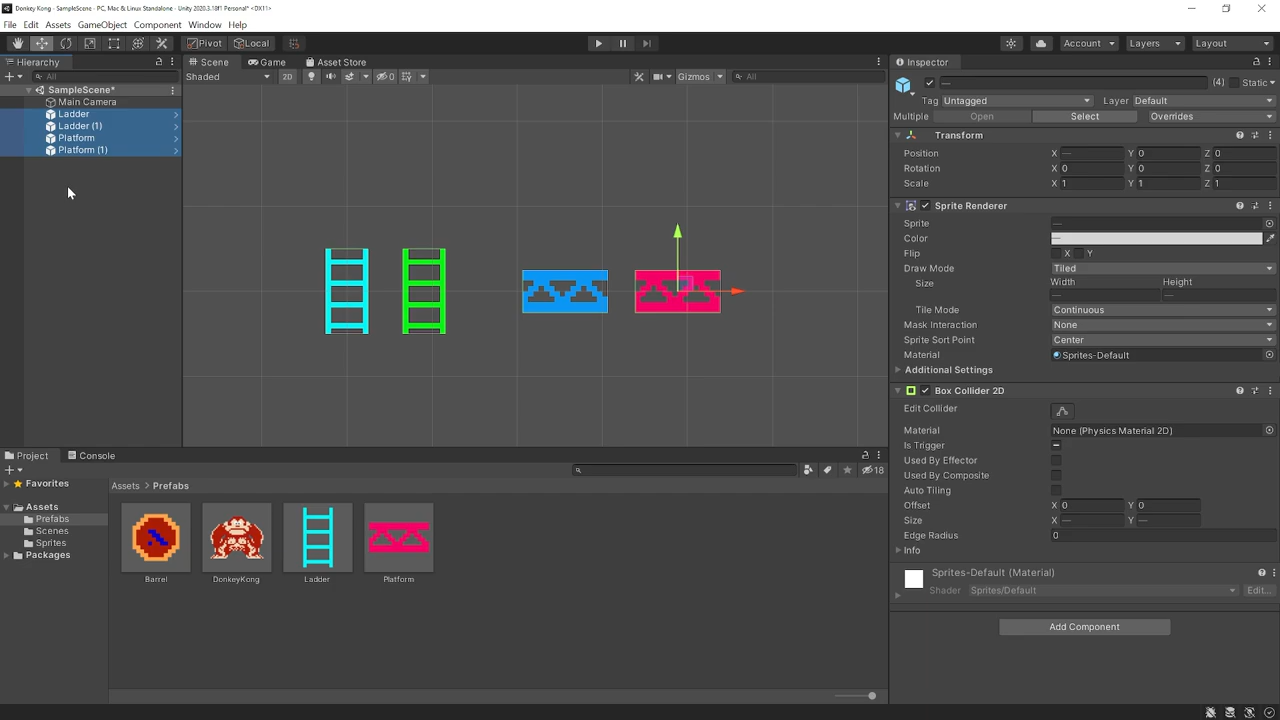 Donkey Kong - SampleScene - PC, Mac & Linux Standalone - Unity 2020.3.18f1 Personal* <DX11>
File Edit Assets GameObject Component Window Help
Pivot Local Account Layers Layout
Hierarchy
All
SampleScene*
Main Camera
Ladder
Ladder (1)
Platform
Platform (1)
Scene Game Asset Store
Shaded 2D 0 Gizmos All
Inspector
— (4) Static
Tag Untagged Layer Default
Multiple Open Select Overrides
Transform
Position X — Y 0 Z 0
Rotation X 0 Y 0 Z 0
Scale X 1 Y 1 Z 1
Sprite Renderer
Sprite —
Color —
Flip X Y
Draw Mode Tiled
Size Width Height
— —
Tile Mode Continuous
Mask Interaction None
Sprite Sort Point Center
Material Sprites-Default
Additional Settings
Box Collider 2D
Edit Collider
Material None (Physics Material 2D)
Is Trigger
Used By Effector
Used By Composite
Auto Tiling
Offset X 0 Y 0
Size X — Y —
Edge Radius 0
Info
Sprites-Default (Material)
Shader Sprites/Default Edit...
Add Component
Project Console
18
Favorites
Assets
Prefabs
Scenes
Sprites
Packages
Assets > Prefabs
Barrel DonkeyKong Ladder Platform